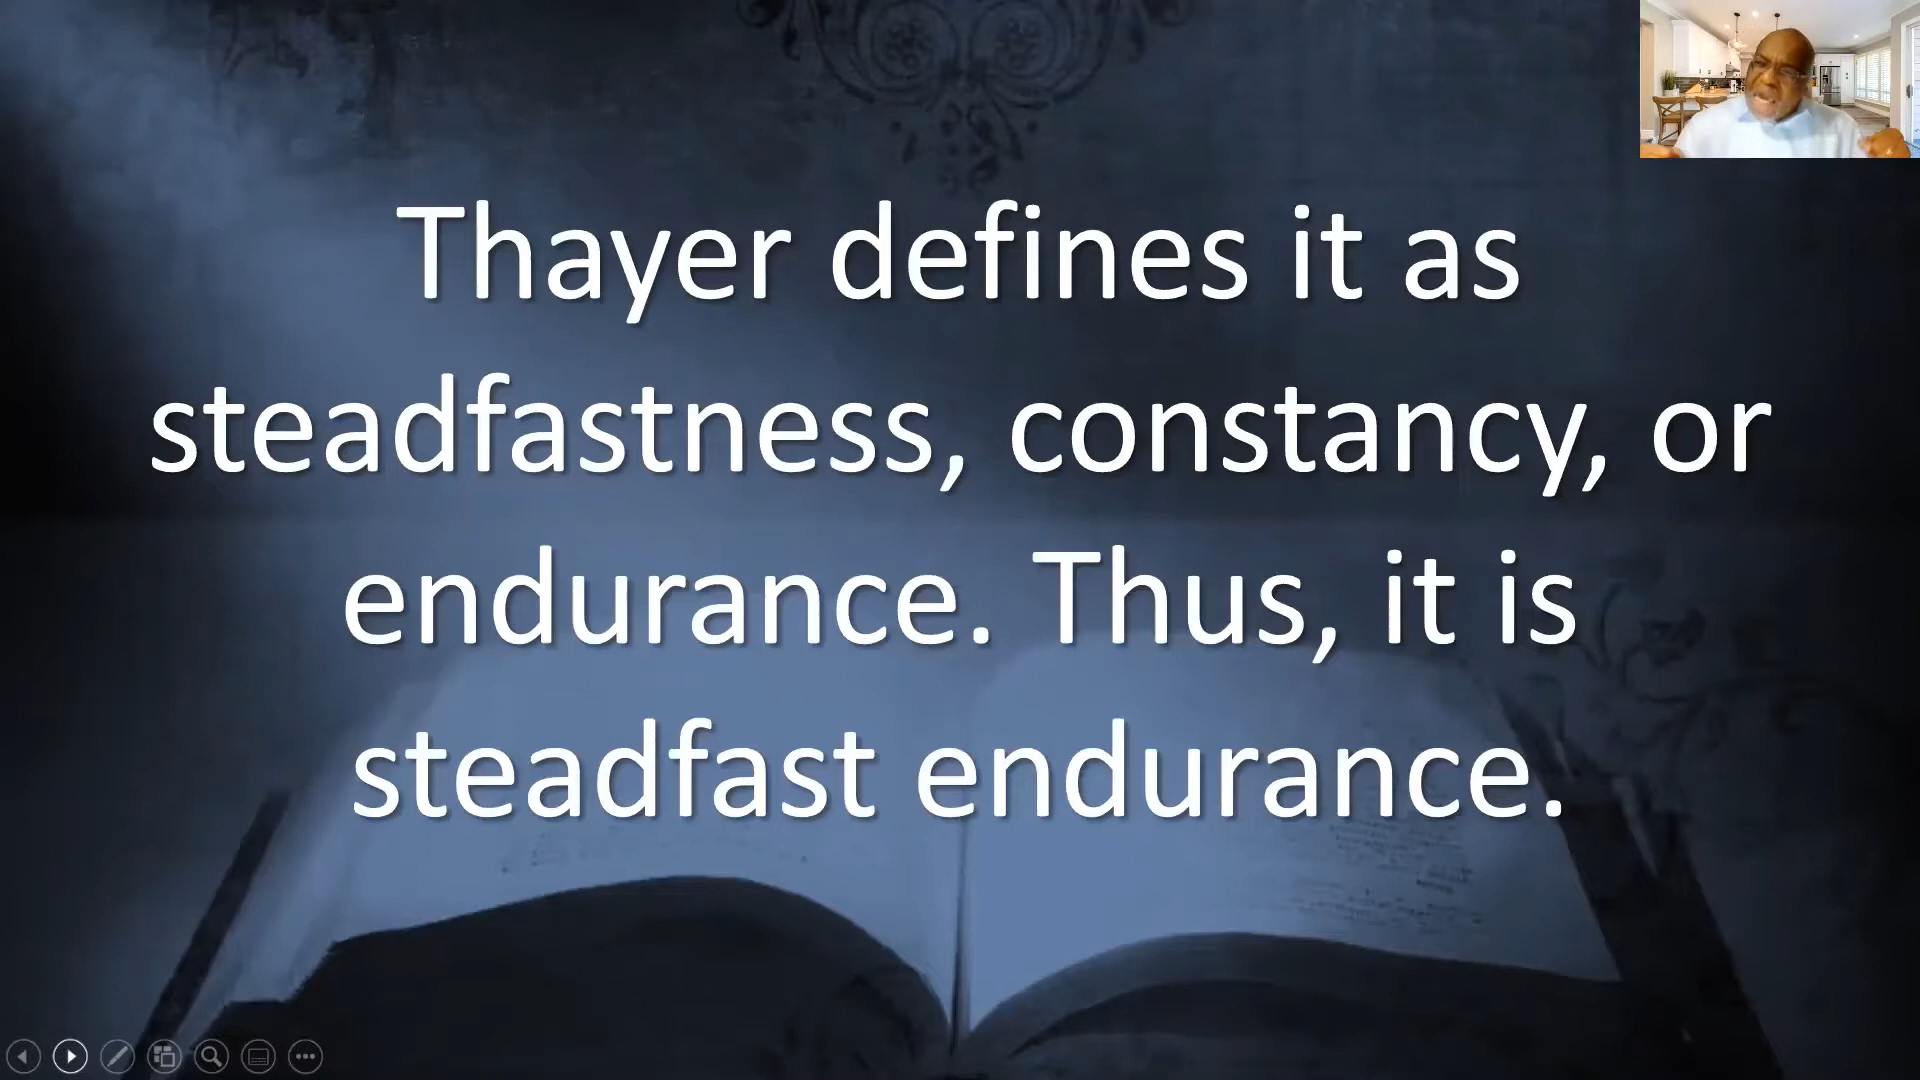 Thayer defines it as
steadfastness, constancy, or
endurance. Thus, it is
steadfast endurance.